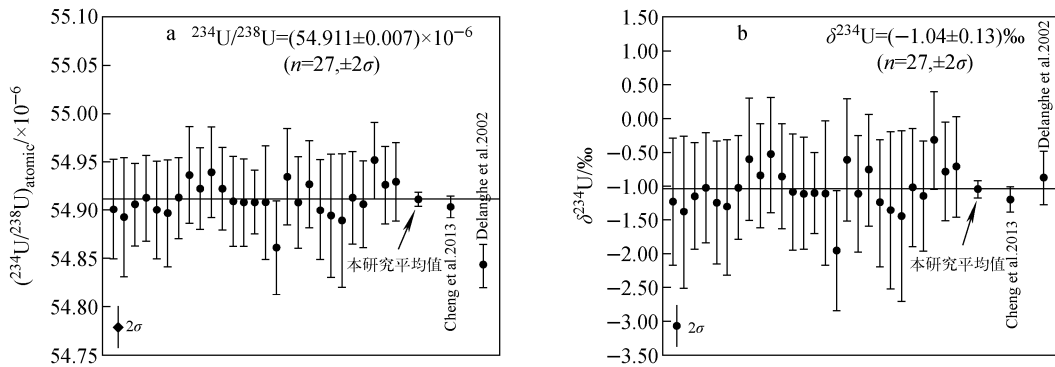 55.10
55.05
55.00
54.95
54.90
54.85
54.80
54.75
(²³⁴U/²³⁸U)atomic/×10⁻⁶
a ²³⁴U/²³⁸U=(54.911±0.007)×10⁻⁶
(n=27,±2σ)
本研究平均值
Cheng et al.2013
Delanghe et al.2002
2σ
1.50
1.00
0.50
0.00
−0.50
−1.00
−1.50
−2.00
−2.50
−3.00
−3.50
δ²³⁴U/‰
b δ²³⁴U=(−1.04±0.13)‰
(n=27,±2σ)
本研究平均值
Cheng et al.2013
Delanghe et al.2002
2σ